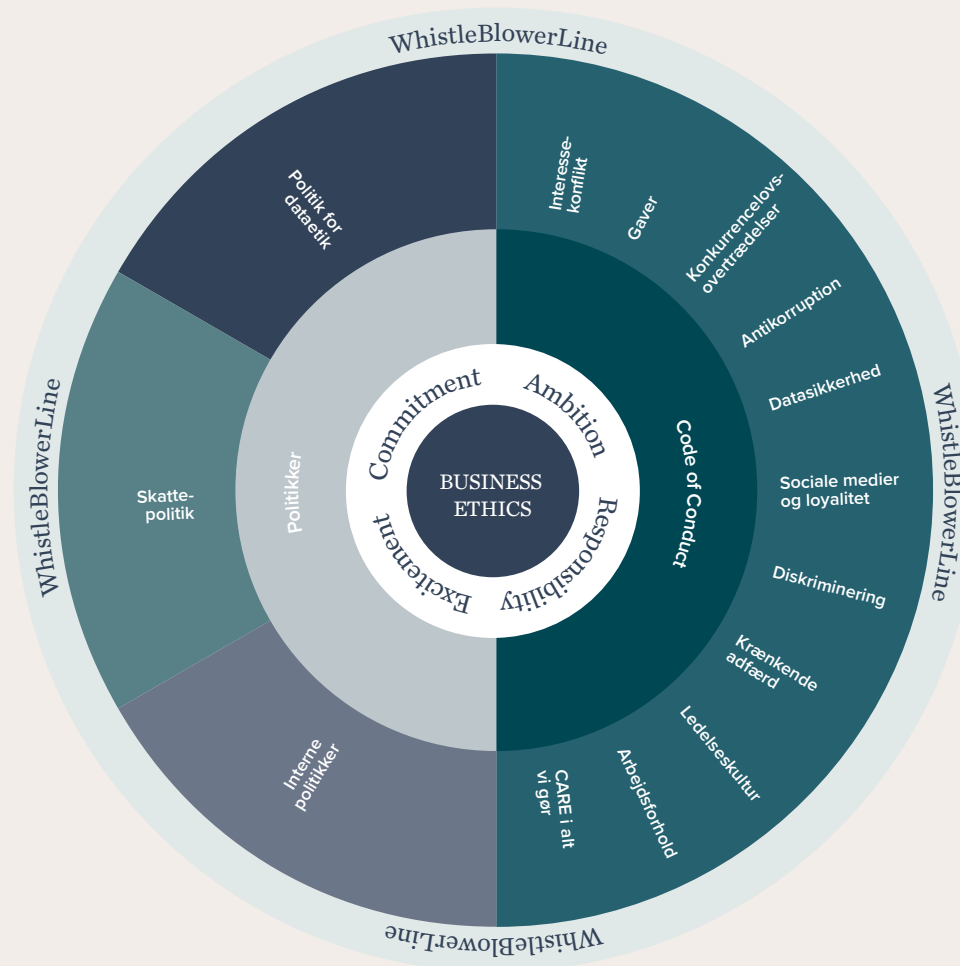 WhistleBlowerLine
Interesse-
konflikt
Gaver
Konkurrencelovs-
overtrædelser
Antikorruption
Datasikkerhed
Sociale medier
og loyalitet
Diskriminering
Krænkende
adfærd
Ledelseskultur
Arbejdsforhold
CARE i alt
vi gør
Code of Conduct
WhistleBlowerLine
WhistleBlowerLine
Interne
politikker
Skatte-
politik
Politik for
dataetik
Politikker
WhistleBlowerLine
Commitment
Ambition
Responsibility
Excitement
BUSINESS
ETHICS